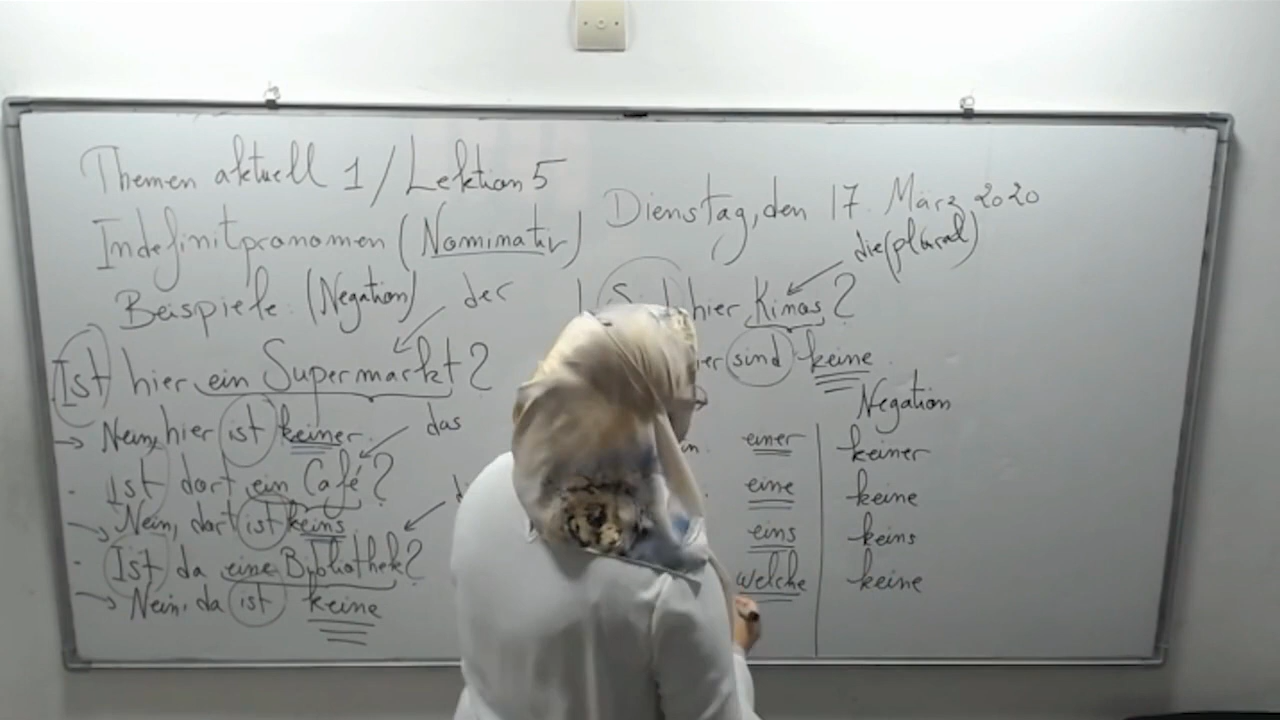 Themen aktuell 1 / Lektion 5
Dienstag, den 17. März 2020
Indefinitpronomen (Nominativ)
Beispiele: (Negation)
der
Ist hier ein Supermarkt?
→ Nein, hier ist keiner.
das
- Ist dort ein Café?
→ Nein, dort ist keins
- Ist da eine Bibliothek?
→ Nein, da ist keine
die (plural)
hier Kinos?
sind keine
Negation
einer keiner
eine keine
eins keins
welche keine